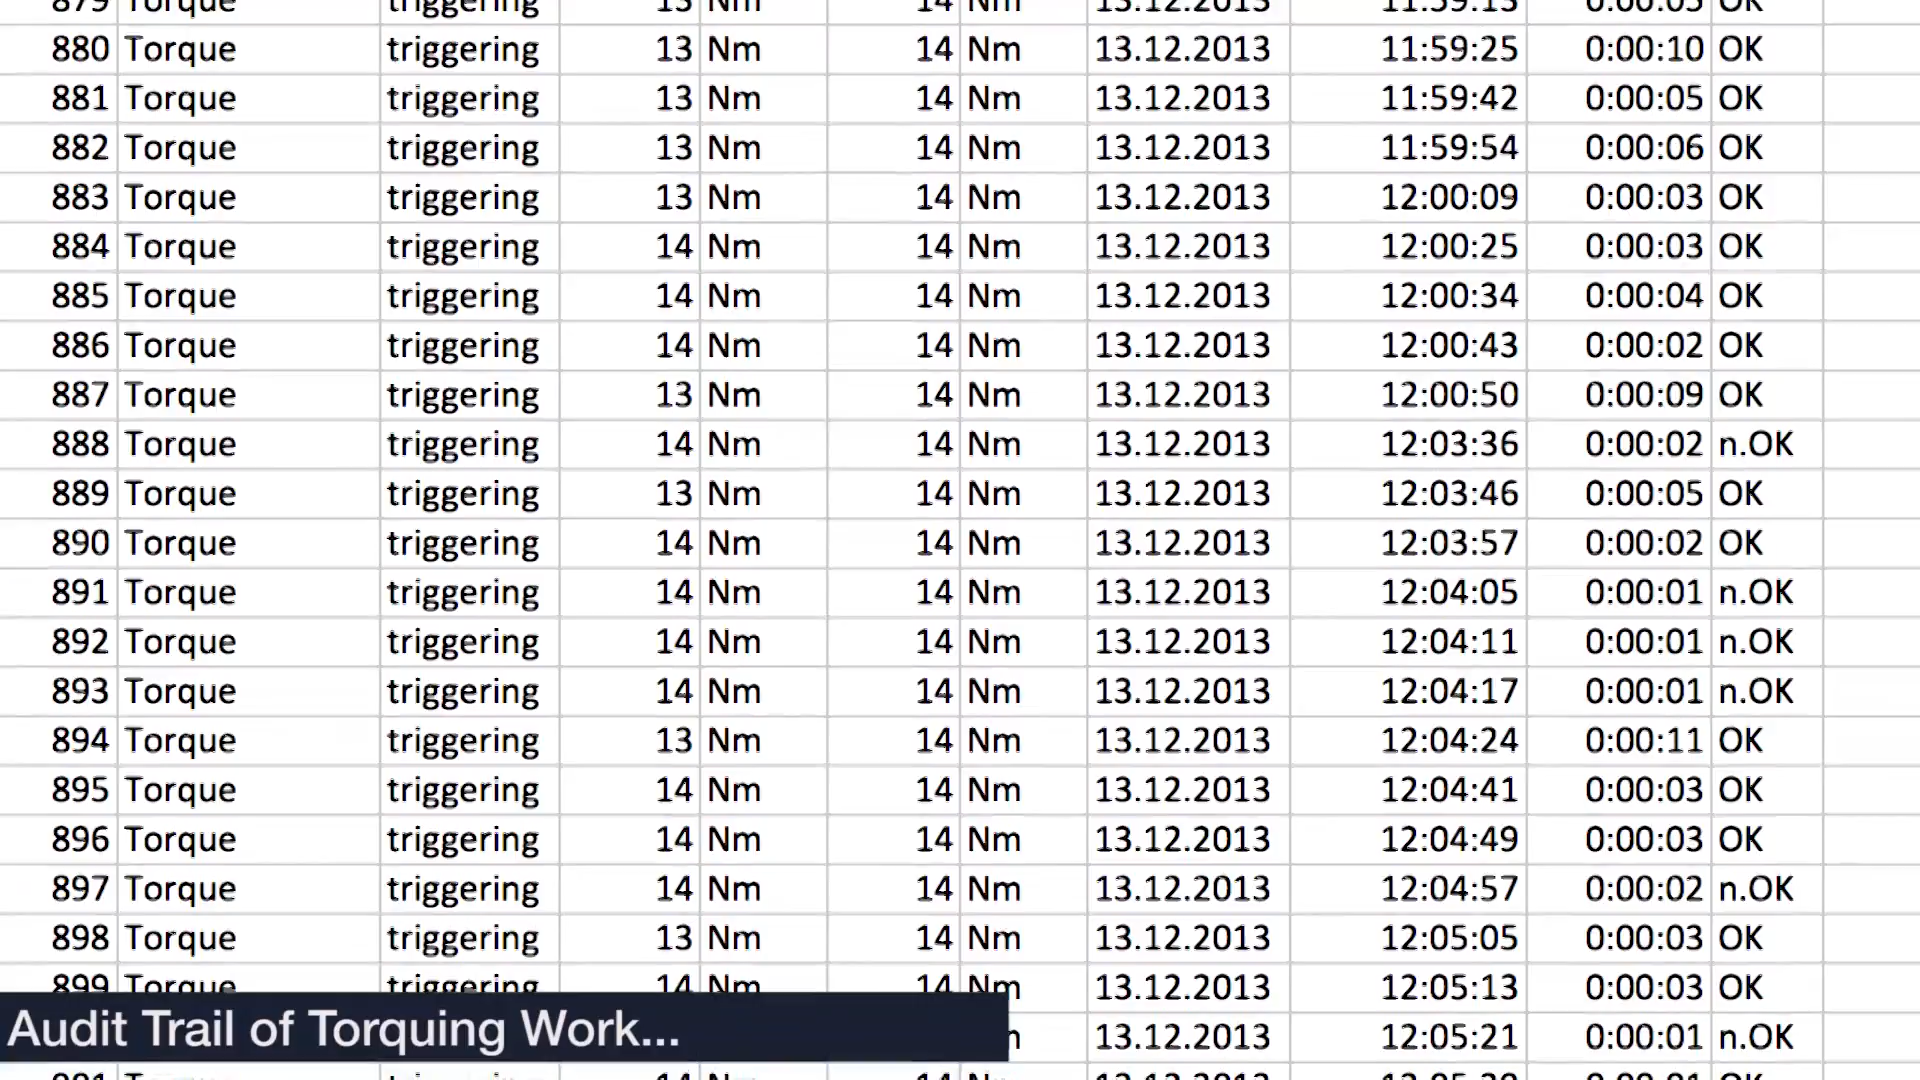 879 Torque triggering 13 Nm 14 Nm 13.12.2013 11:59:13 0:00:05 OK
880 Torque triggering 13 Nm 14 Nm 13.12.2013 11:59:25 0:00:10 OK
881 Torque triggering 13 Nm 14 Nm 13.12.2013 11:59:42 0:00:05 OK
882 Torque triggering 13 Nm 14 Nm 13.12.2013 11:59:54 0:00:06 OK
883 Torque triggering 13 Nm 14 Nm 13.12.2013 12:00:09 0:00:03 OK
884 Torque triggering 14 Nm 14 Nm 13.12.2013 12:00:25 0:00:03 OK
885 Torque triggering 14 Nm 14 Nm 13.12.2013 12:00:34 0:00:04 OK
886 Torque triggering 14 Nm 14 Nm 13.12.2013 12:00:43 0:00:02 OK
887 Torque triggering 13 Nm 14 Nm 13.12.2013 12:00:50 0:00:09 OK
888 Torque triggering 14 Nm 14 Nm 13.12.2013 12:03:36 0:00:02 n.OK
889 Torque triggering 13 Nm 14 Nm 13.12.2013 12:03:46 0:00:05 OK
890 Torque triggering 14 Nm 14 Nm 13.12.2013 12:03:57 0:00:02 OK
891 Torque triggering 14 Nm 14 Nm 13.12.2013 12:04:05 0:00:01 n.OK
892 Torque triggering 14 Nm 14 Nm 13.12.2013 12:04:11 0:00:01 n.OK
893 Torque triggering 14 Nm 14 Nm 13.12.2013 12:04:17 0:00:01 n.OK
894 Torque triggering 13 Nm 14 Nm 13.12.2013 12:04:24 0:00:11 OK
895 Torque triggering 14 Nm 14 Nm 13.12.2013 12:04:41 0:00:03 OK
896 Torque triggering 14 Nm 14 Nm 13.12.2013 12:04:49 0:00:03 OK
897 Torque triggering 14 Nm 14 Nm 13.12.2013 12:04:57 0:00:02 n.OK
898 Torque triggering 13 Nm 14 Nm 13.12.2013 12:05:05 0:00:03 OK
899 Torque triggering 14 Nm 14 Nm 13.12.2013 12:05:13 0:00:03 OK
13.12.2013 12:05:21 0:00:01 n.OK
Audit Trail of Torquing Work...